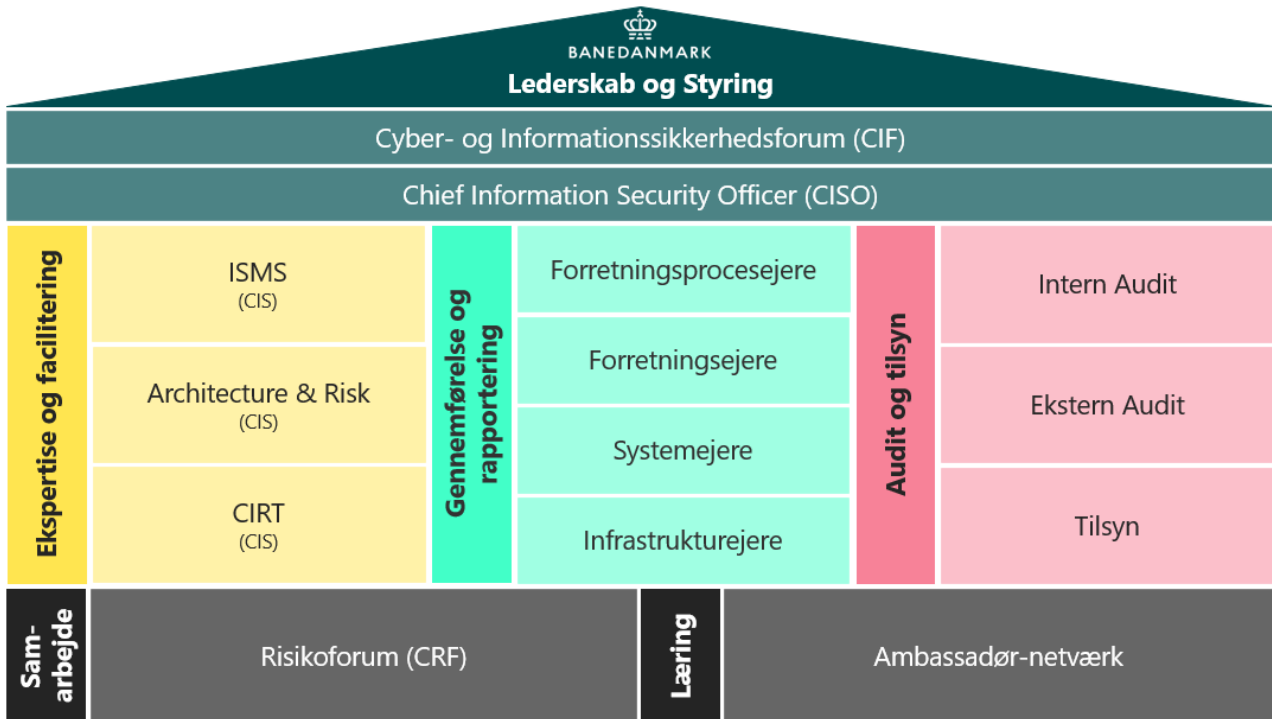 BANEDANMARK
Lederskab og Styring
Cyber- og Informationssikkerhedsforum (CIF)
Chief Information Security Officer (CISO)
Ekspertise og facilitering
ISMS
(CIS)
Architecture & Risk
(CIS)
CIRT
(CIS)
Gennemførelse og
rapportering
Forretningsprocesejere
Forretningsejere
Systemejere
Infrastrukturejere
Audit og tilsyn
Intern Audit
Ekstern Audit
Tilsyn
Sam-
arbejde
Risikoforum (CRF)
Læring
Ambassadør-netværk